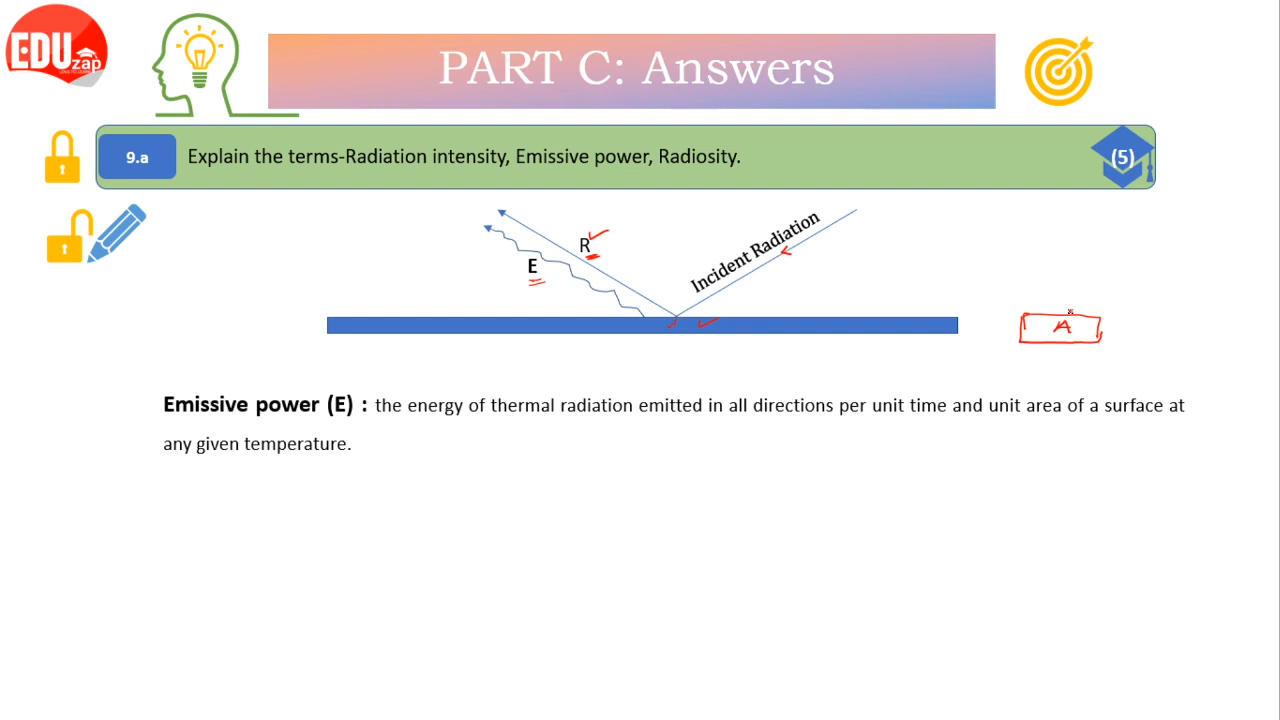 EDU
zap
PART C: Answers
9.a
Explain the terms-Radiation intensity, Emissive power, Radiosity.
(5)
Incident Radiation
R
E
A
Emissive power (E) : the energy of thermal radiation emitted in all directions per unit time and unit area of a surface at
any given temperature.